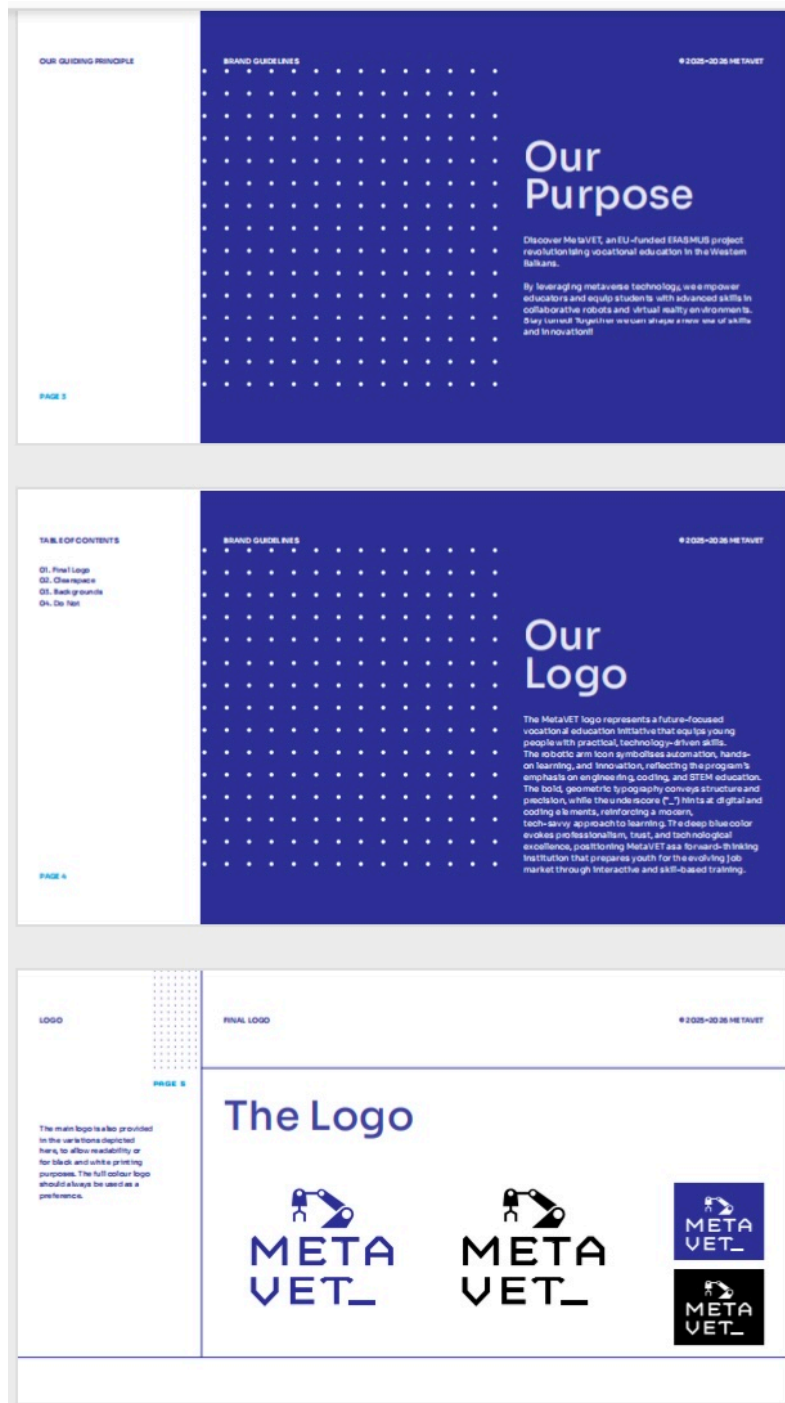 OUR GUIDING PRINCIPLE
BRAND GUIDELINES
© 2025-2026 METAVET
Our
Purpose
Discover MetaVET, an EU-funded ERASMUS project
revolutionising vocational education in the Western
Balkans.
By leveraging metaverse technology, we empower
educators and equip students with advanced skills in
collaborative robots and virtual reality environments.
Stay tuned! Together we can shape a new era of skills
and innovation!!
PAGE 3
TABLE OF CONTENTS
01. Final Logo
02. Clearspace
03. Backgrounds
04. Do Not
BRAND GUIDELINES
© 2025-2026 METAVET
Our
Logo
The MetaVET logo represents a future-focused
vocational education initiative that equips young
people with practical, technology-driven skills.
The robotic arm icon symbolises automation, hands-
on learning, and innovation, reflecting the program's
emphasis on engineering, coding, and STEM education.
The bold, geometric typography conveys structure and
precision, while the underscore ("_") hints at digital and
coding elements, reinforcing a modern,
tech-savvy approach to learning. The deep blue color
evokes professionalism, trust, and technological
excellence, positioning MetaVET as a forward-thinking
institution that prepares youth for the evolving job
market through interactive and skill-based training.
PAGE 4
LOGO
FINAL LOGO
© 2025-2026 METAVET
PAGE 5
The main logo is also provided
in the variations depicted
here, to allow readability or
for black and white printing
purposes. The full colour logo
should always be used as a
preference.
The Logo
META
VET_
META
VET_
META
VET_
META
VET_